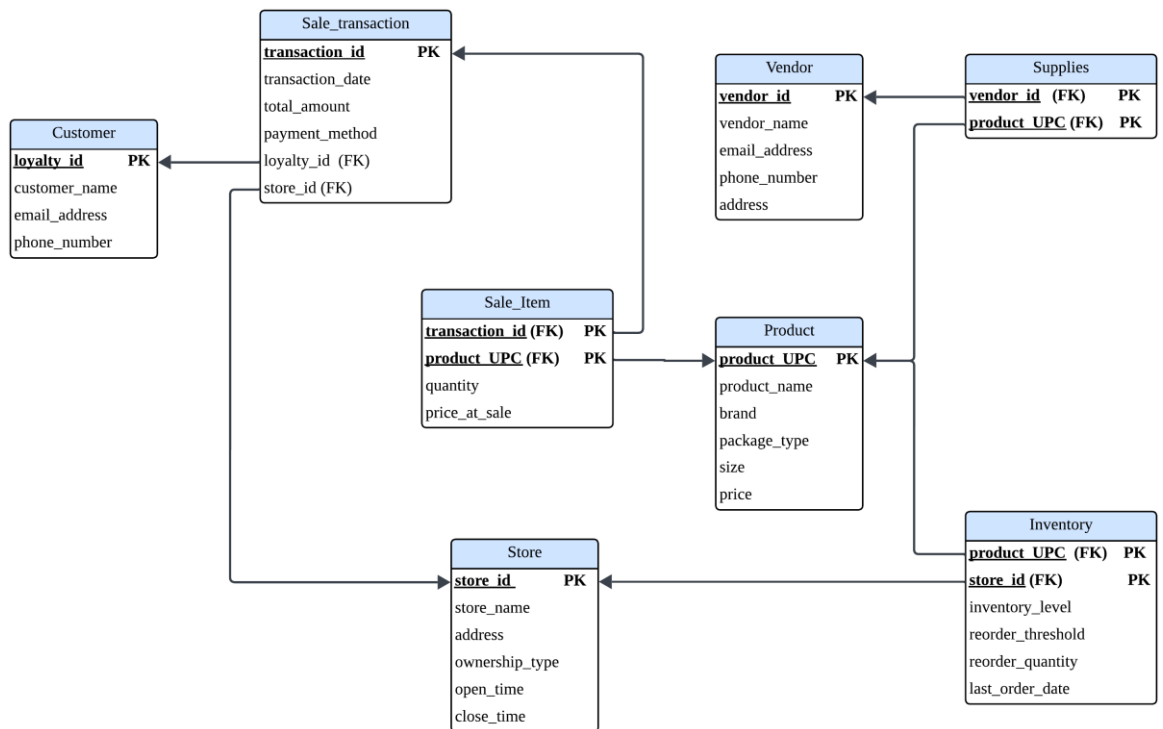 Sale_transaction
transaction_id PK
transaction_date
total_amount
payment_method
loyalty_id (FK)
store_id (FK)
Customer
loyalty_id PK
customer_name
email_address
phone_number
Vendor
vendor_id PK
vendor_name
email_address
phone_number
address
Supplies
vendor_id (FK) PK
product_UPC (FK) PK
Sale_Item
transaction_id (FK) PK
product_UPC (FK) PK
quantity
price_at_sale
Product
product_UPC PK
product_name
brand
package_type
size
price
Store
store_id PK
store_name
address
ownership_type
open_time
close_time
Inventory
product_UPC (FK) PK
store_id (FK) PK
inventory_level
reorder_threshold
reorder_quantity
last_order_date